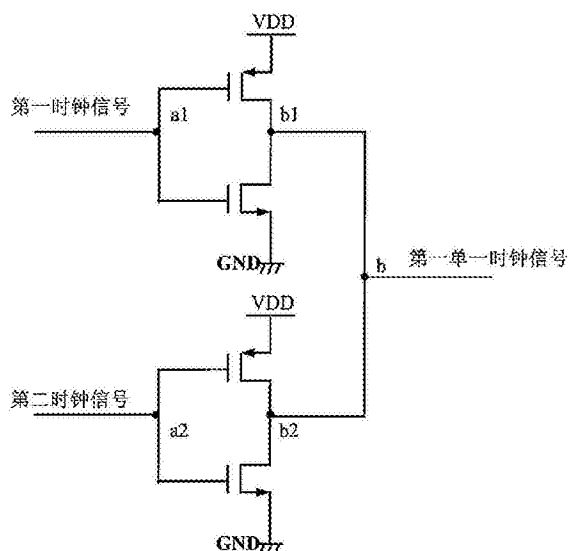 VDD
第一时钟信号
a1
b1
GND
b
第一单一时钟信号
VDD
第二时钟信号
a2
b2
GND